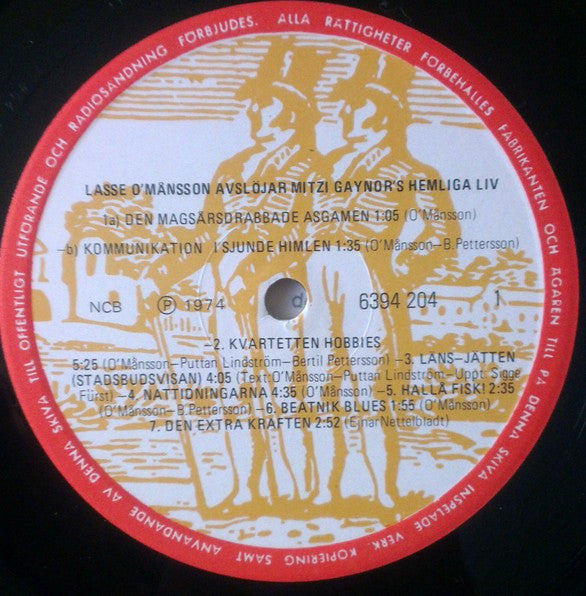 ALLA RÄTTIGHETER FÖRBEHÅLLES FABRIKANTEN OCH ÄGAREN TILL PÅ DENNA SKIVA INSPELADE VERK. KOPIERING SAMT ANVÄNDANDE AV DENNA SKIVA TILL OFFENTLIGT UTFÖRANDE OCH RADIOSÄNDNING FÖRBJUDES.
LASSE O'MÅNSSON AVSLÖJAR MITZI GAYNOR'S HEMLIGA LIV
1a) DEN MAGSÅRSDRABBADE ASGAMEN 1:05 (O'Månsson)
-b) KOMMUNIKATION I SJUNDE HIMLEN 1:35 (O'Månsson-B.Pettersson)
NCB Ⓟ 1974 6394 204 1
-2. KVARTETTEN HOBBIES
5:25 (O'Månsson-Puttan Lindström-Bertil Pettersson) -3. LÄNS-JÄTTEN
(STADSBUDSVISAN) 4:05 (Text:O'Månsson-Puttan Lindström-Uppt: Sigge
Fürst) -4. NATTIDNINGARNA 4:35 (O'Månsson) -5. HALLÅ FISK! 2:35
(O'Månsson-B.Pettersson) -6. BEATNIK BLUES 1:55 (O'Månsson)
7. DEN EXTRA KRAFTEN 2:52 (Einar Nettelbladt)